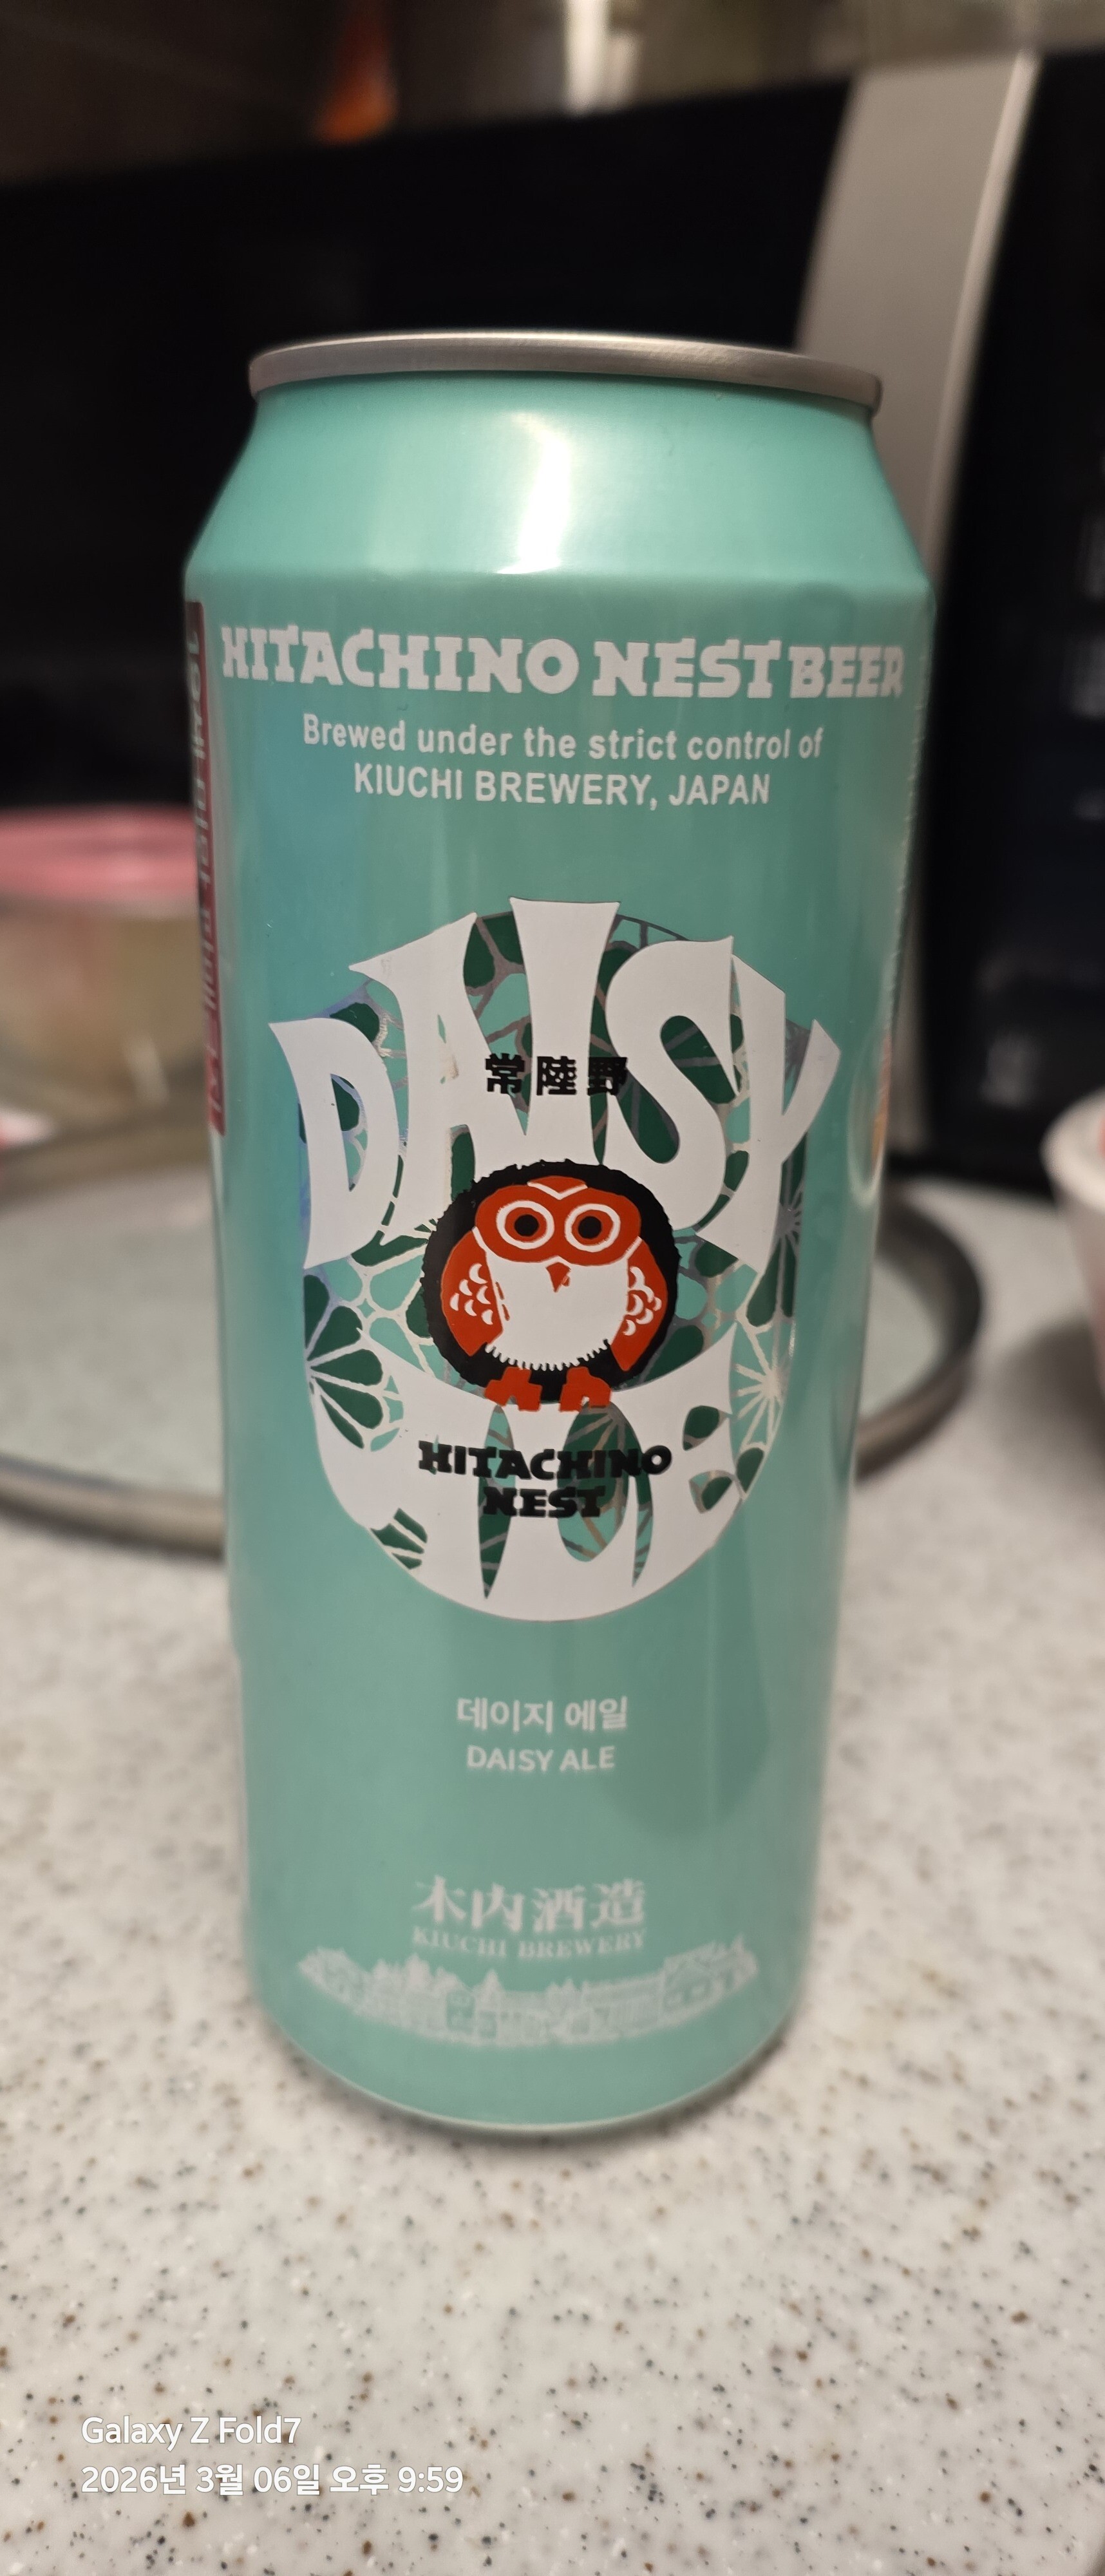 HITACHINO NEST BEER
Brewed under the strict control of
KIUCHI BREWERY, JAPAN
DAISY
常陸野
ALE
HITACHINO
NEST
데이지 에일
DAISY ALE
木内酒造
KIUCHI BREWERY
Galaxy Z Fold7
2026년 3월 06일 오후 9:59